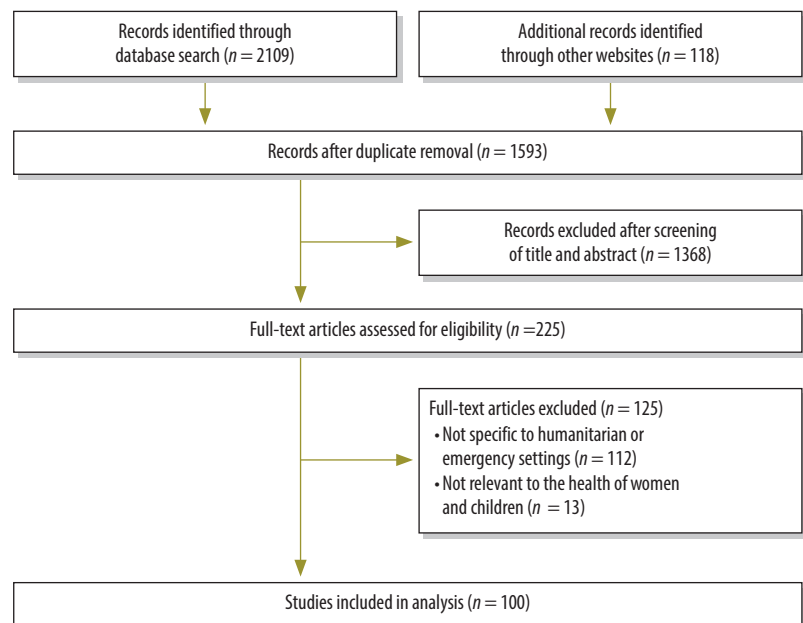 Records identified through
database search (n = 2109)
Additional records identified
through other websites (n = 118)
Records after duplicate removal (n = 1593)
Records excluded after screening
of title and abstract (n = 1368)
Full-text articles assessed for eligibility (n =225)
Full-text articles excluded (n = 125)
• Not specific to humanitarian or
emergency settings (n = 112)
• Not relevant to the health of women
and children (n = 13)
Studies included in analysis (n = 100)